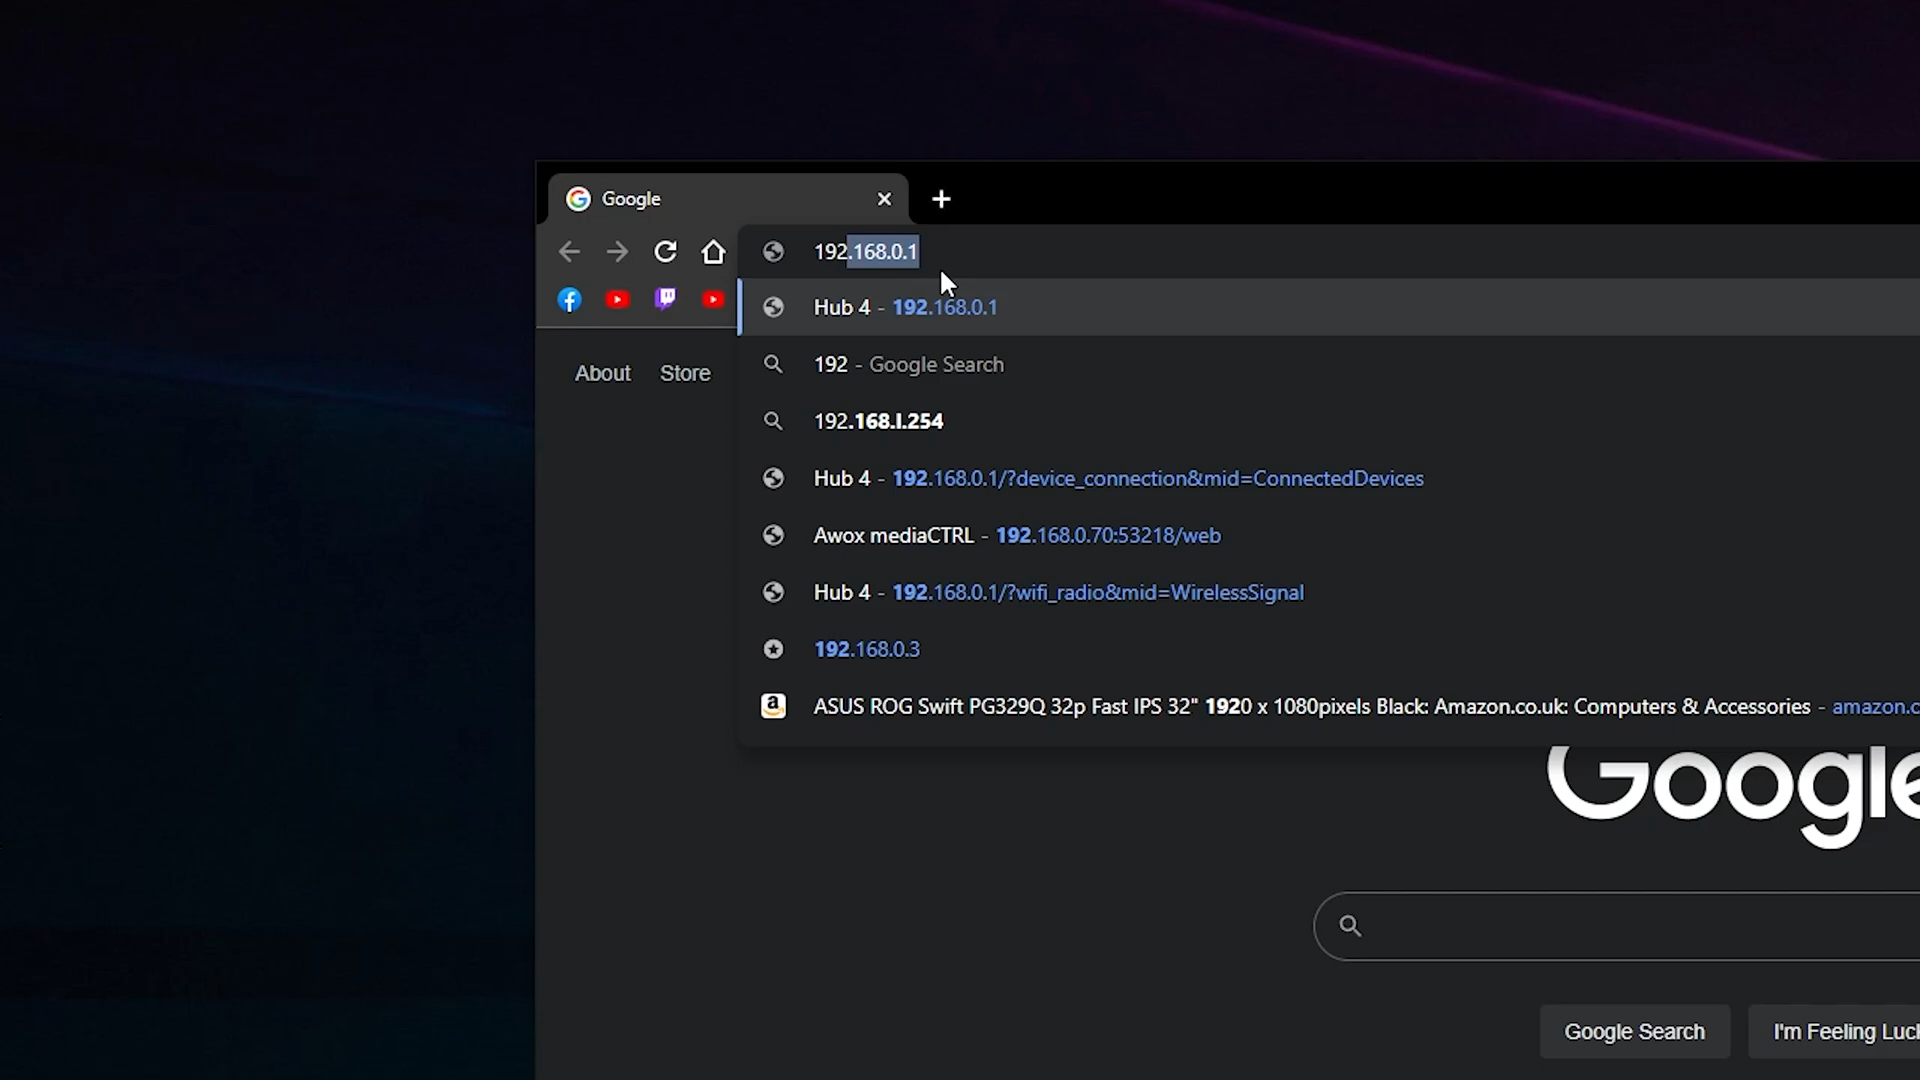 Google
192.168.0.1
Hub 4 - 192.168.0.1
About Store
192 - Google Search
192.168.l.254
Hub 4 - 192.168.0.1/?device_connection&mid=ConnectedDevices
Awox mediaCTRL - 192.168.0.70:53218/web
Hub 4 - 192.168.0.1/?wifi_radio&mid=WirelessSignal
192.168.0.3
ASUS ROG Swift PG329Q 32p Fast IPS 32" 1920 x 1080pixels Black: Amazon.co.uk: Computers & Accessories - amazon.c
Google
Google Search I'm Feeling Luck